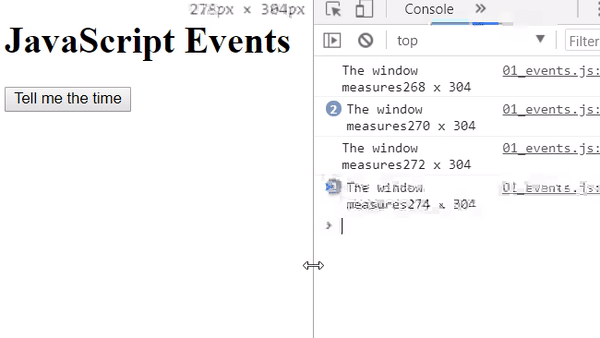 278px × 304px
JavaScript Events
Tell me the time
Console
top
Filter
The window
measures268 x 304
01_events.js:
2
The window
measures270 x 304
01_events.js:
The window
measures272 x 304
01_events.js:
The window
measures274 x 304
01_events.js: